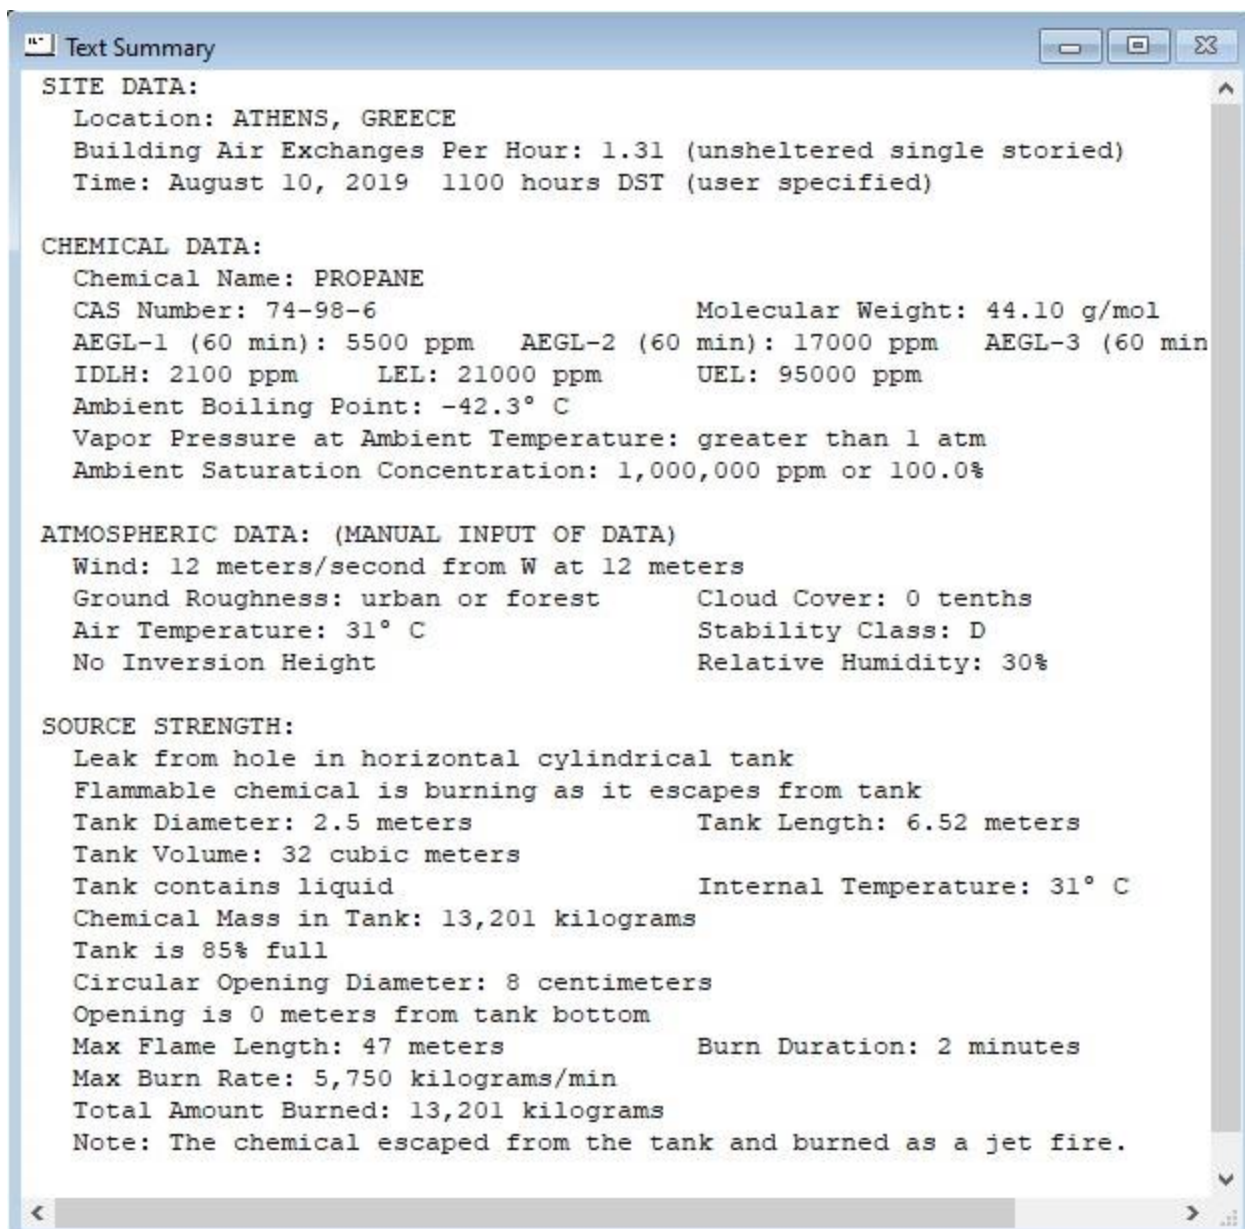 Text Summary
SITE DATA:
Location: ATHENS, GREECE
Building Air Exchanges Per Hour: 1.31 (unsheltered single storied)
Time: August 10, 2019 1100 hours DST (user specified)
CHEMICAL DATA:
Chemical Name: PROPANE
CAS Number: 74-98-6 Molecular Weight: 44.10 g/mol
AEGL-1 (60 min): 5500 ppm AEGL-2 (60 min): 17000 ppm AEGL-3 (60 min
IDLH: 2100 ppm LEL: 21000 ppm UEL: 95000 ppm
Ambient Boiling Point: -42.3° C
Vapor Pressure at Ambient Temperature: greater than 1 atm
Ambient Saturation Concentration: 1,000,000 ppm or 100.0%
ATMOSPHERIC DATA: (MANUAL INPUT OF DATA)
Wind: 12 meters/second from W at 12 meters
Ground Roughness: urban or forest Cloud Cover: 0 tenths
Air Temperature: 31° C Stability Class: D
No Inversion Height Relative Humidity: 30%
SOURCE STRENGTH:
Leak from hole in horizontal cylindrical tank
Flammable chemical is burning as it escapes from tank
Tank Diameter: 2.5 meters Tank Length: 6.52 meters
Tank Volume: 32 cubic meters
Tank contains liquid Internal Temperature: 31° C
Chemical Mass in Tank: 13,201 kilograms
Tank is 85% full
Circular Opening Diameter: 8 centimeters
Opening is 0 meters from tank bottom
Max Flame Length: 47 meters Burn Duration: 2 minutes
Max Burn Rate: 5,750 kilograms/min
Total Amount Burned: 13,201 kilograms
Note: The chemical escaped from the tank and burned as a jet fire.